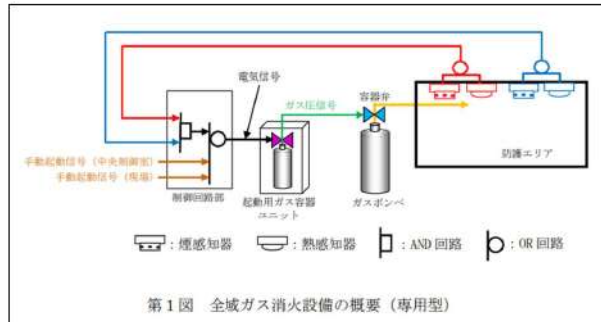 電気信号
ガス圧信号
容器弁
手動起動信号（中央制御室）
手動起動信号（現場）
制御回路部
起動用ガス容器
ユニット
ガスボンベ
防護エリア
：煙感知器
：熱感知器
：AND 回路
：OR 回路
第1図 全域ガス消火設備の概要（専用型）